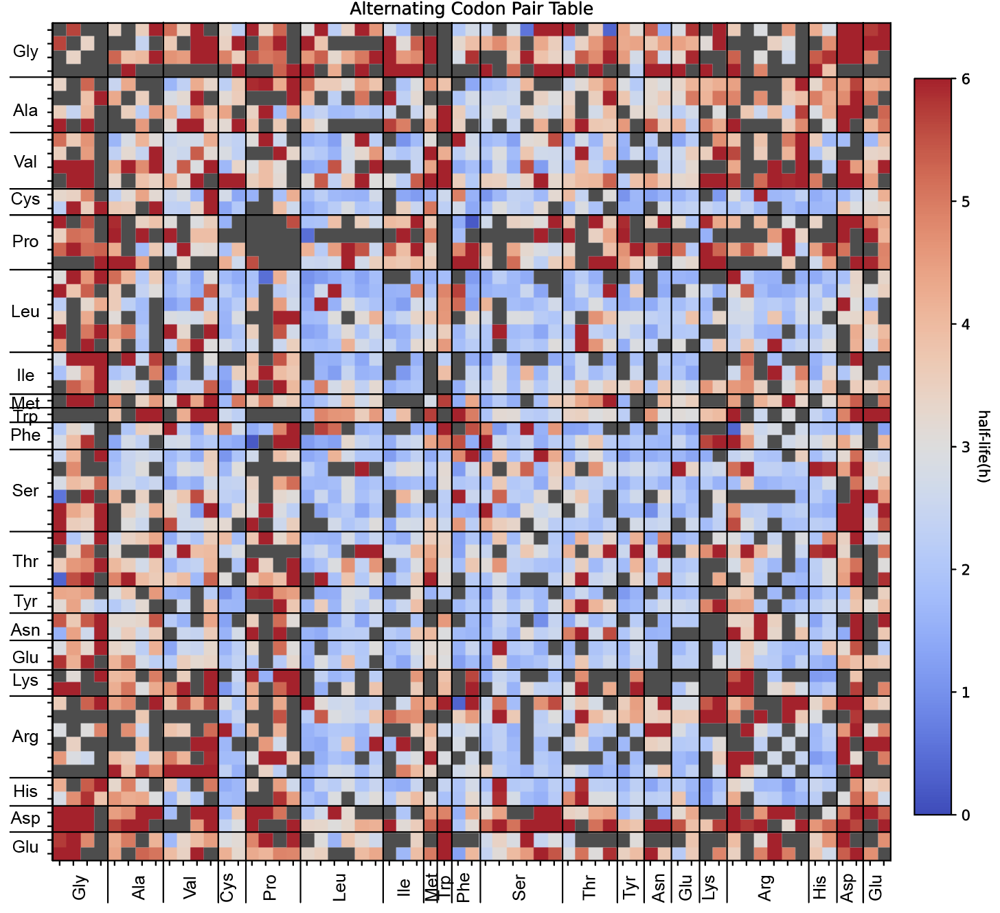 Alternating Codon Pair Table
Gly
Ala
Val
Cys
Pro
Leu
Ile
Met
Trp
Phe
Ser
Thr
Tyr
Asn
Glu
Lys
Arg
His
Asp
Glu
Gly
Ala
Val
Cys
Pro
Leu
Ile
Met
Trp
Phe
Ser
Thr
Tyr
Asn
Glu
Lys
Arg
His
Asp
Glu
6
5
4
3
2
1
0
half-life(h)